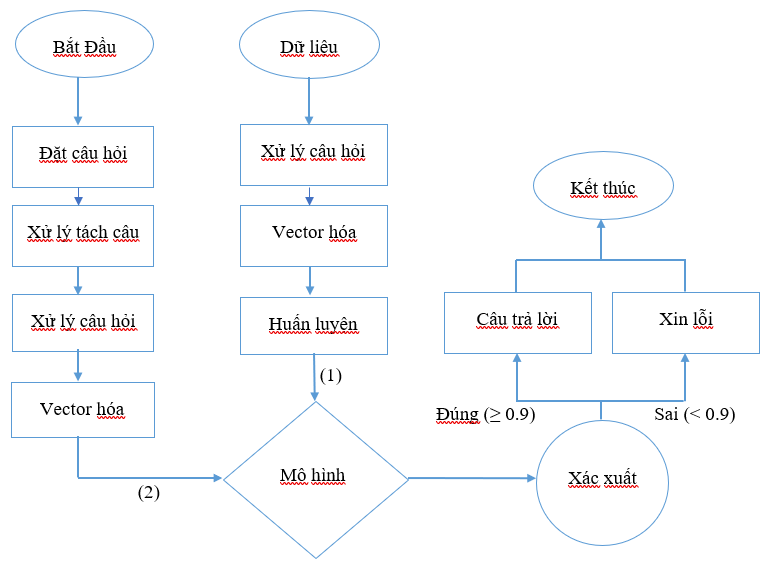 Bắt Đầu
Đặt câu hỏi
Xử lý tách câu
Xử lý câu hỏi
Vector hóa
(2)
Dữ liệu
Xử lý câu hỏi
Vector hóa
Huấn luyên
(1)
Mô hình
Kết thúc
Câu trả lời
Xin lỗi
Đúng (≥ 0.9)
Sai (< 0.9)
Xác xuất